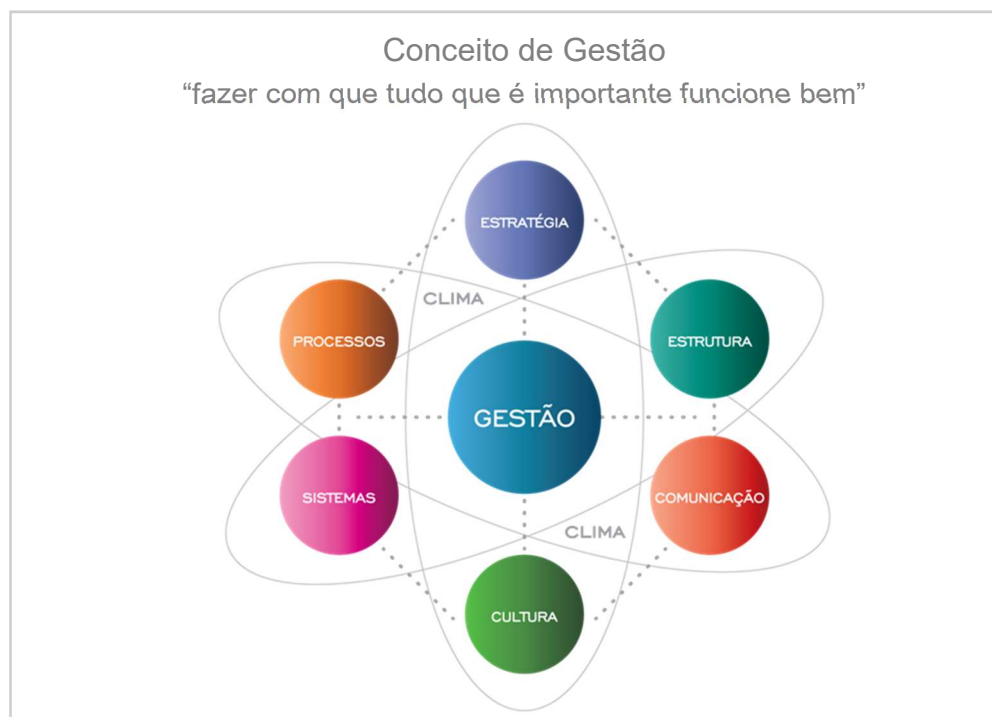 Conceito de Gestão
“fazer com que tudo que é importante funcione bem”
ESTRATÉGIA
CLIMA
PROCESSOS
ESTRUTURA
GESTÃO
SISTEMAS
COMUNICAÇÃO
CLIMA
CULTURA